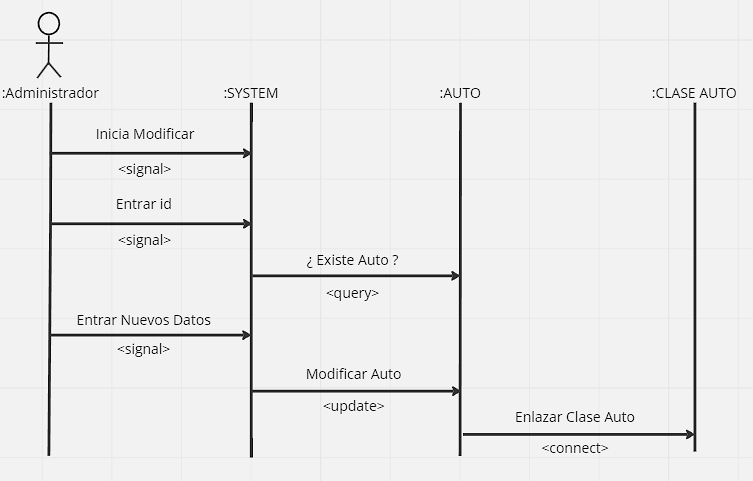 :Administrador
:SYSTEM
:AUTO
:CLASE AUTO
Inicia Modificar
<signal>
Entrar id
<signal>
¿ Existe Auto ?
<query>
Entrar Nuevos Datos
<signal>
Modificar Auto
<update>
Enlazar Clase Auto
<connect>